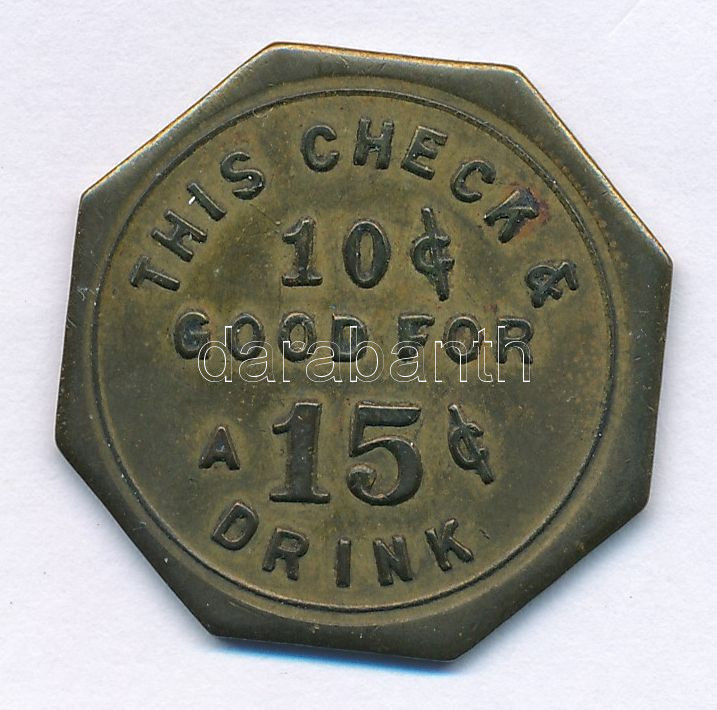 THIS CHECK &
10¢
GOOD FOR
A 15¢
DRINK
darabanth